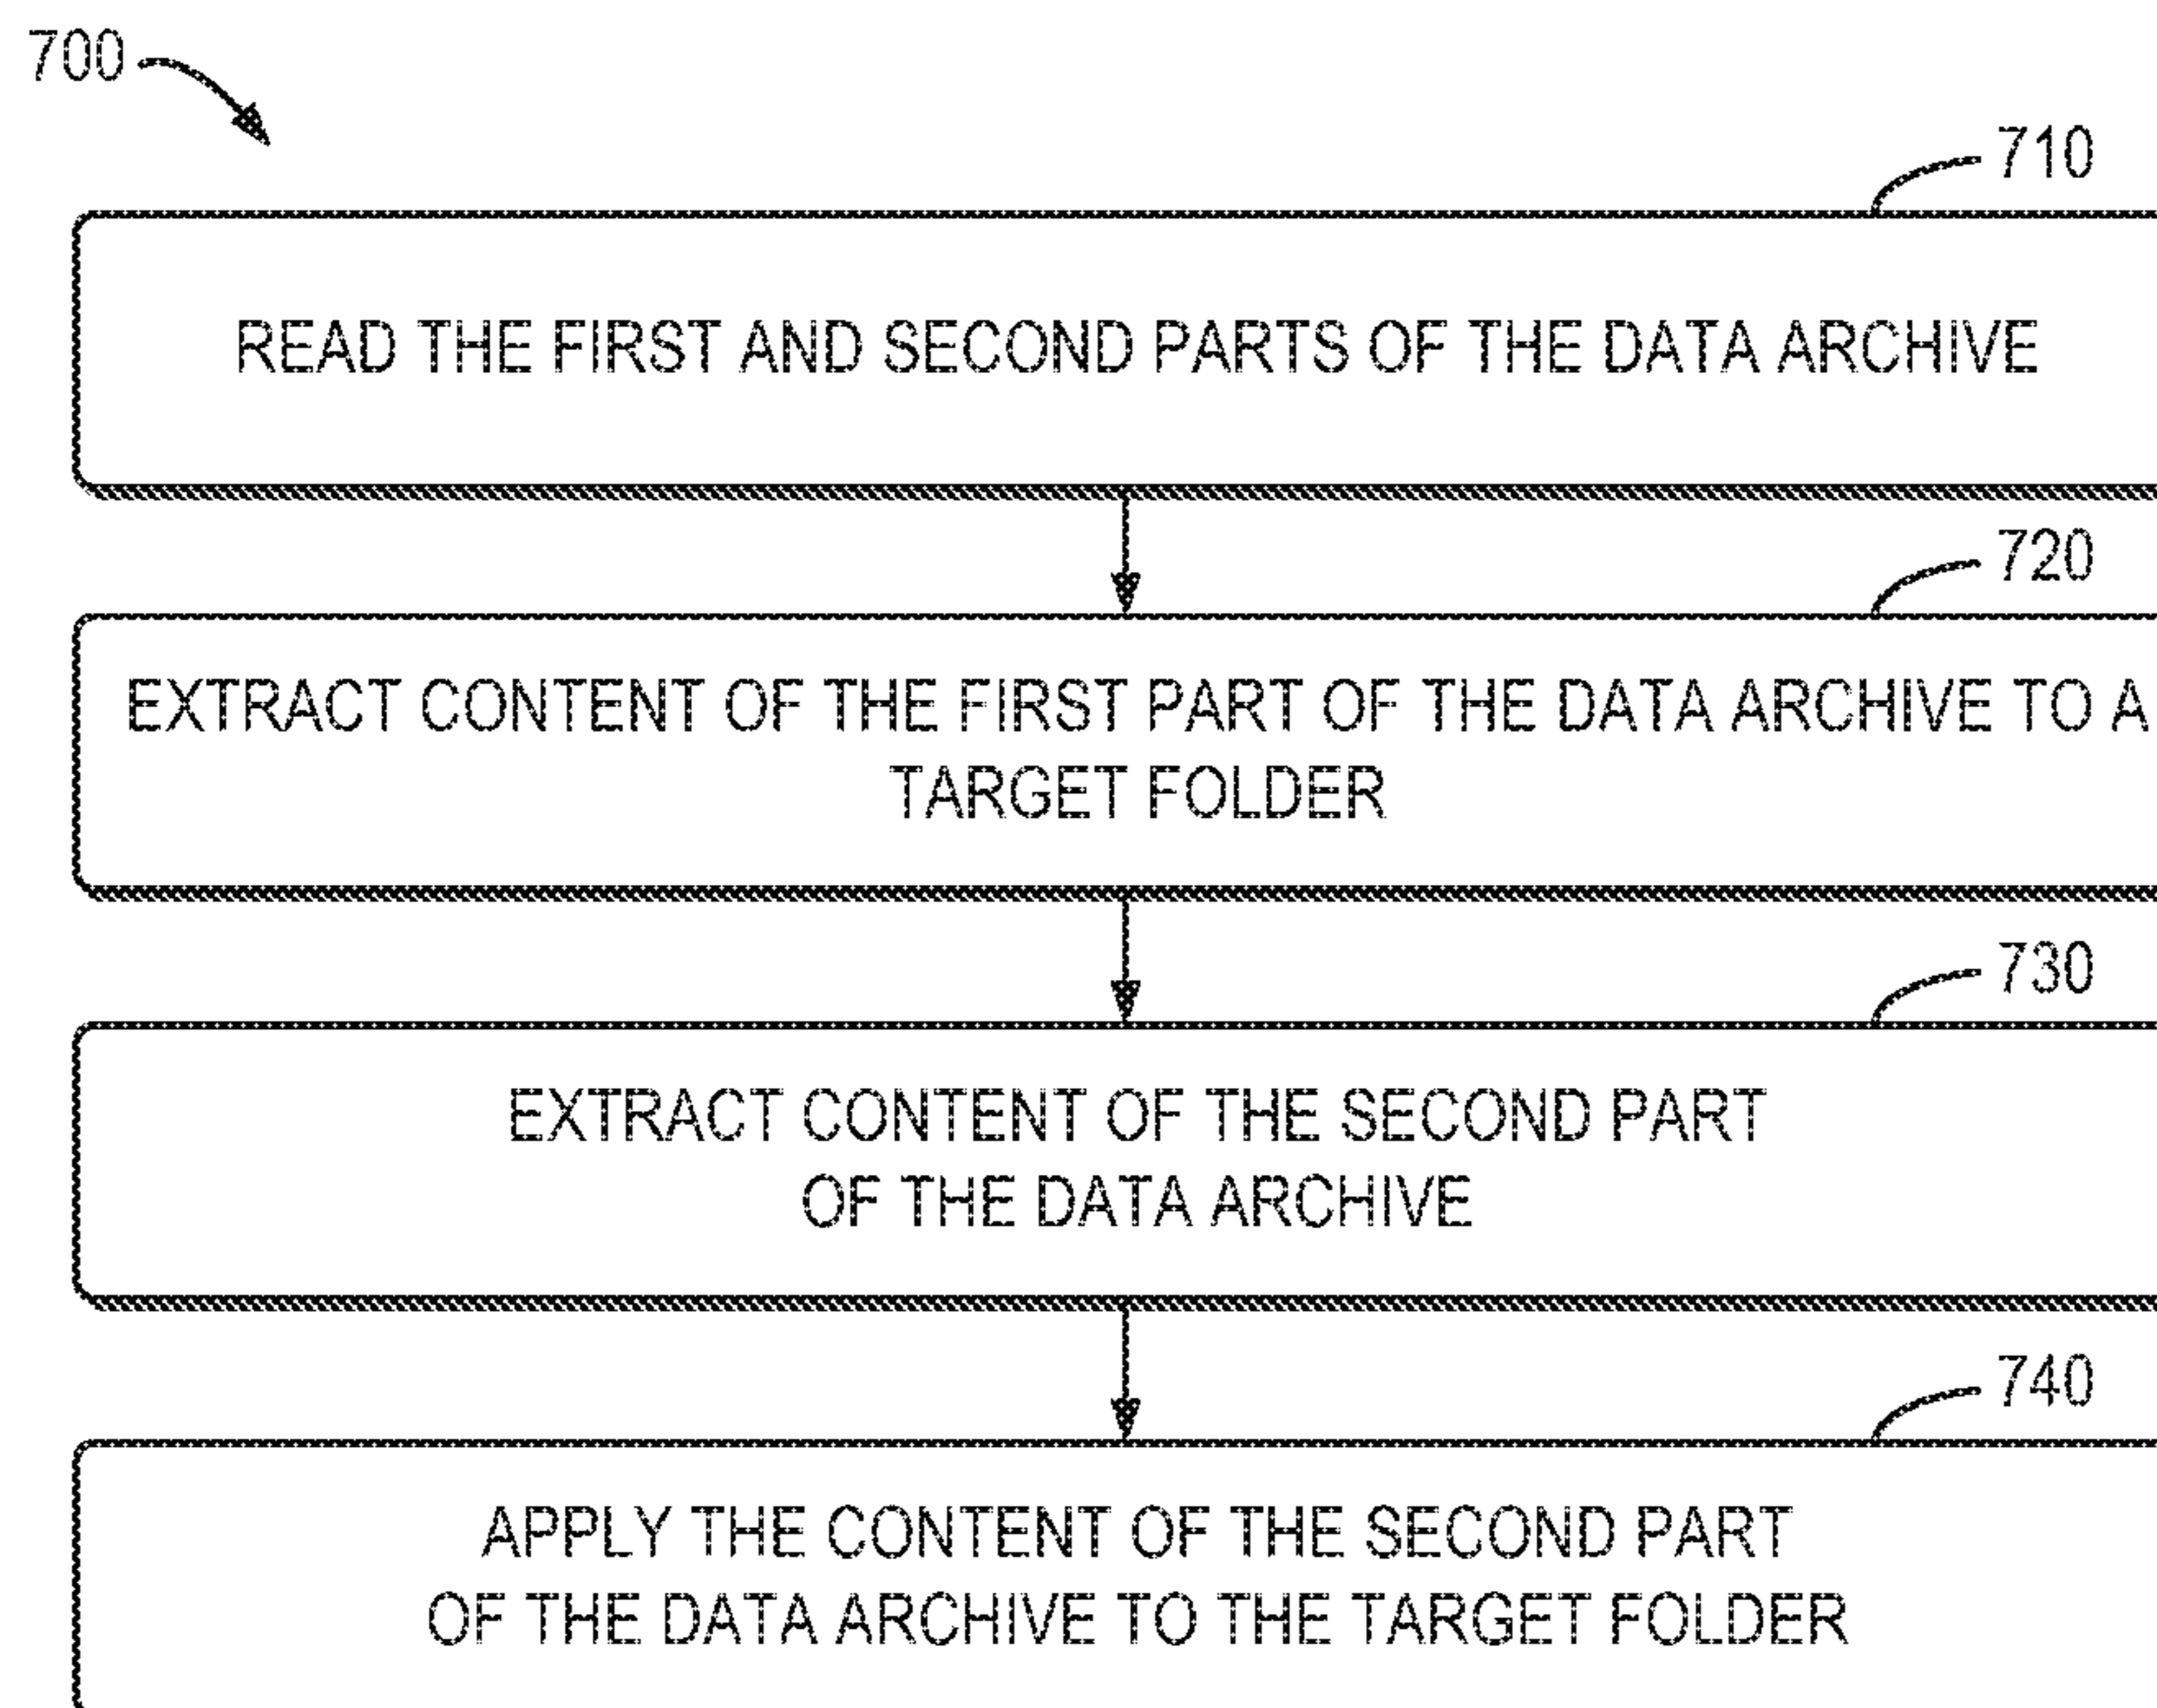 700
710
READ THE FIRST AND SECOND PARTS OF THE DATA ARCHIVE
720
EXTRACT CONTENT OF THE FIRST PART OF THE DATA ARCHIVE TO A
TARGET FOLDER
730
EXTRACT CONTENT OF THE SECOND PART
OF THE DATA ARCHIVE
740
APPLY THE CONTENT OF THE SECOND PART
OF THE DATA ARCHIVE TO THE TARGET FOLDER